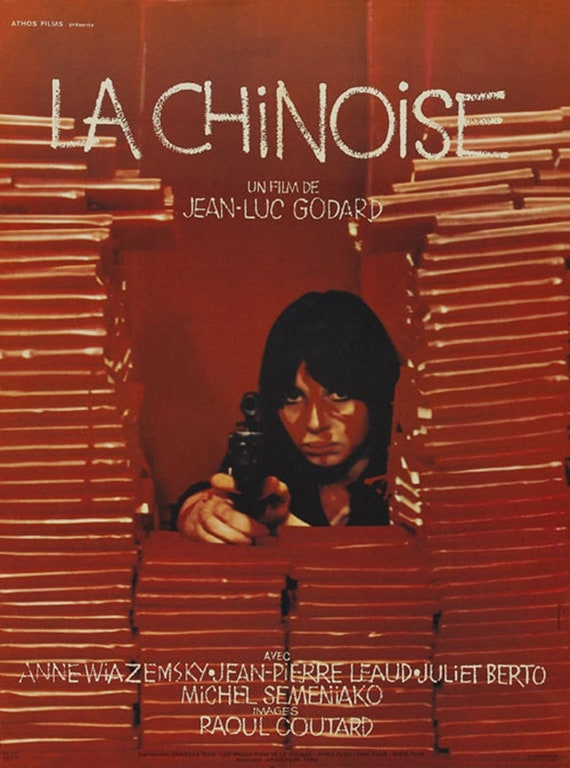 ATHOS FILMS présente
LA CHiNOiSE
UN FILM DE
JEAN-LUC GODARD
AVEC
ANNE WIAZEMSKY•JEAN-PIERRE LEAUD•JULIET BERTO
MICHEL SEMENIAKO
IMAGES
RAOUL COUTARD